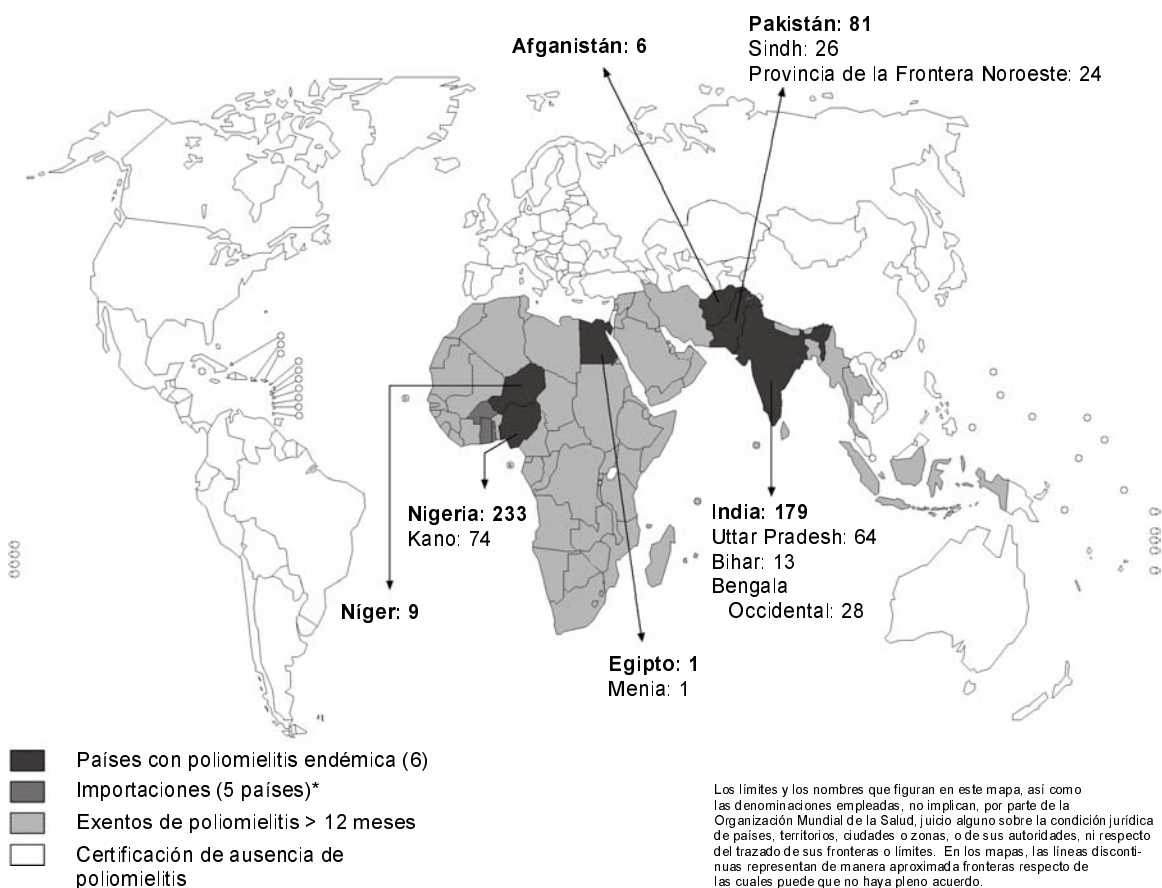 Pakistán: 81
Sindh: 26
Provincia de la Frontera Noroeste: 24
Afganistán: 6
Nigeria: 233
Kano: 74
Níger: 9
India: 179
Uttar Pradesh: 64
Bihar: 13
Bengala
Occidental: 28
Egipto: 1
Menia: 1
Países con poliomielitis endémica (6)
Importaciones (5 países)*
Exentos de poliomielitis > 12 meses
Certificación de ausencia de
poliomielitis
Los límites y los nombres que figuran en este mapa, así como
las denominaciones empleadas, no implican, por parte de la
Organización Mundial de la Salud, juicio alguno sobre la condición jurídica
de países, territorios, ciudades o zonas, o de sus autoridades, ni respecto
del trazado de sus fronteras o límites. En los mapas, las líneas disconti-
nuas representan de manera aproximada fronteras respecto de
las cuales puede que no haya pleno acuerdo.